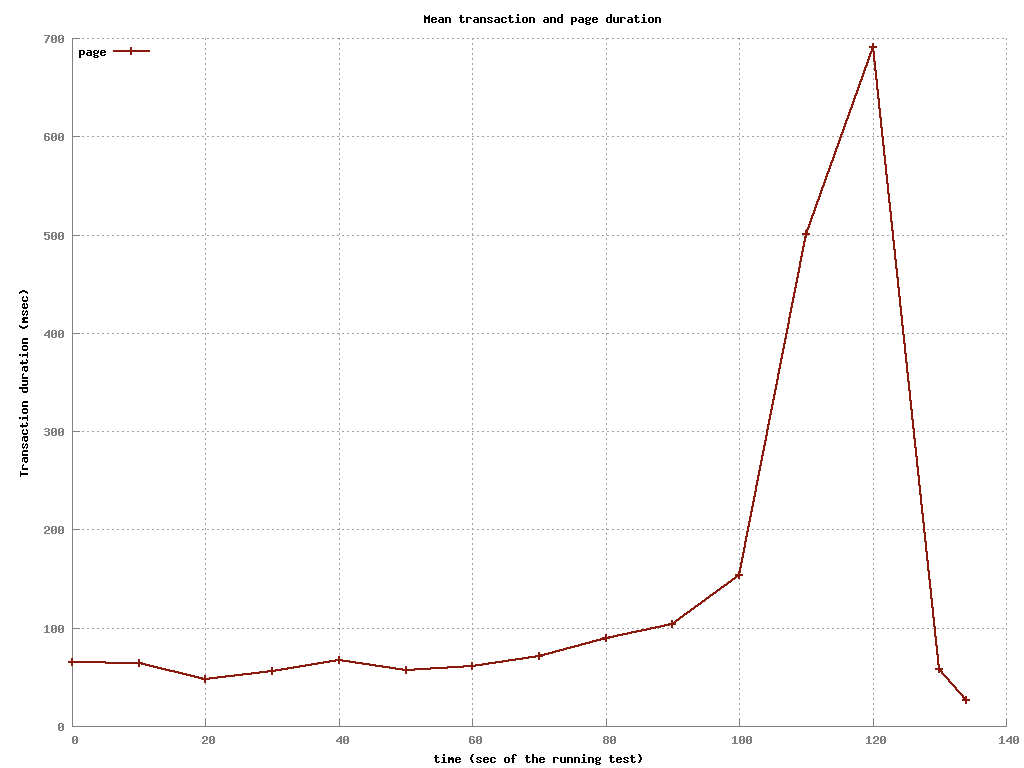 Mean transaction and page duration
700
page
600
500
400
300
200
100
0
Transaction duration (msec)
0 20 40 60 80 100 120 140
time (sec of the running test)